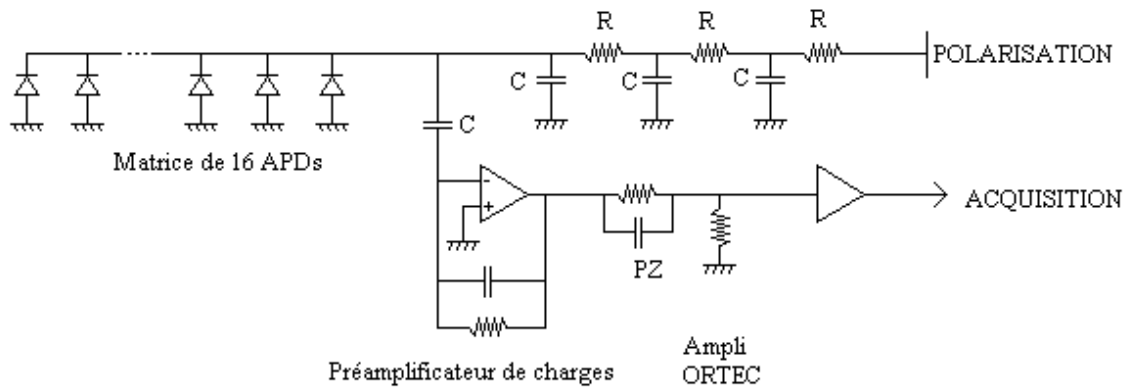 R R R
POLARISATION
C C C
C
Matrice de 16 APDs
- 
+
ACQUISITION
PZ
Préamplificateur de charges
Ampli
ORTEC